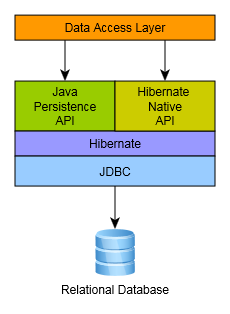 Data Access Layer
Java
Persistence
API
Hibernate
Native
API
Hibernate
JDBC
Relational Database